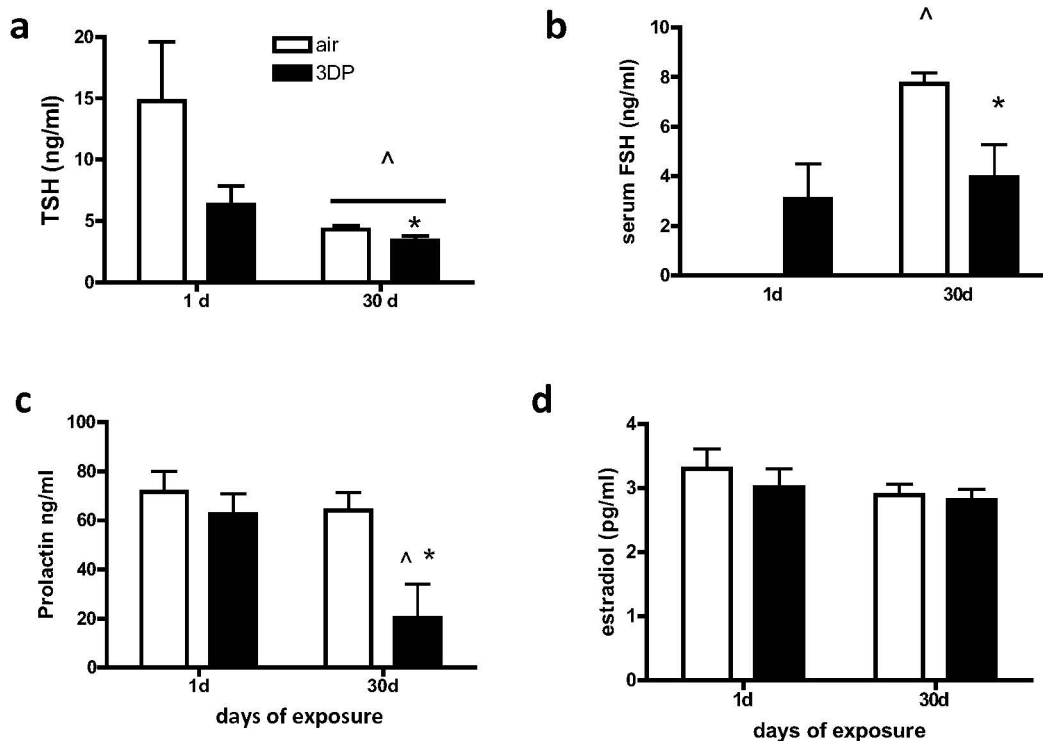 a
TSH (ng/ml)
20
15
10
5
0
air
3DP
^
*
1 d
30 d
b
serum FSH (ng/ml)
10
8
6
4
2
0
^
*
1d
30d
c
Prolactin ng/ml
100
80
60
40
20
0
^ *
1d
30d
days of exposure
d
estradiol (pg/ml)
4
3
2
1
0
1d
30d
days of exposure